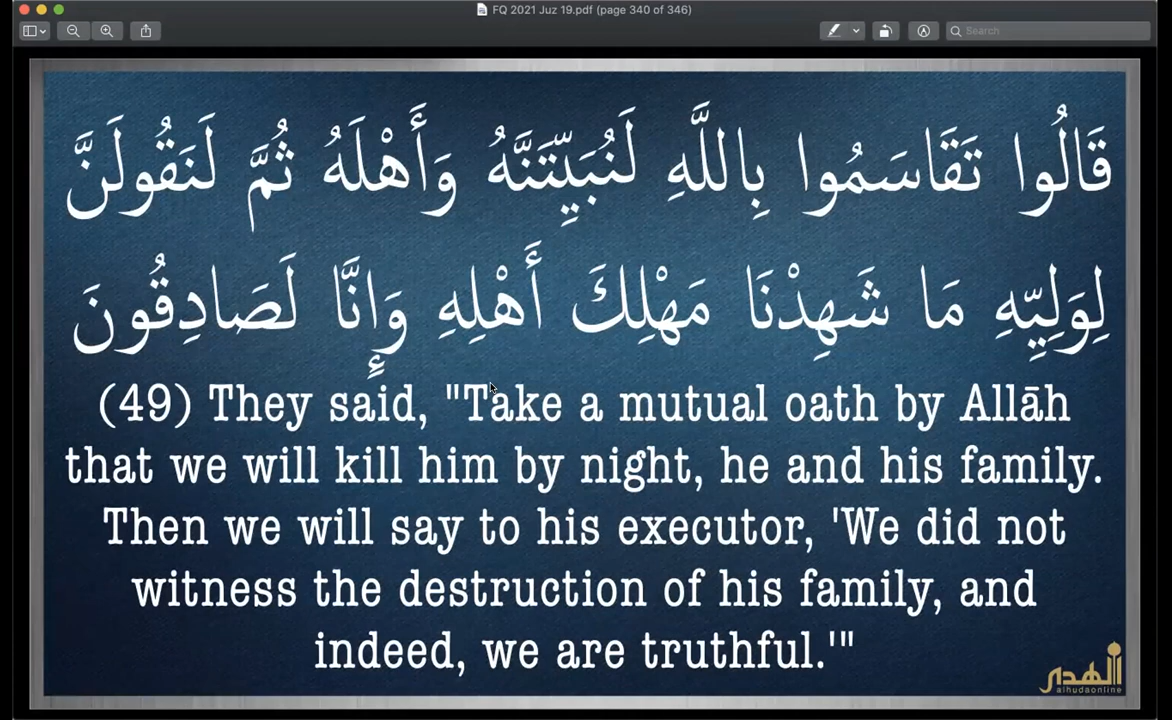 FQ 2021 Juz 19.pdf (page 340 of 346)
Search
قَالُوا تَقَاسَمُوا بِاللَّهِ لَنُبَيِّتَنَّهُ وَأَهْلَهُ ثُمَّ لَنَقُولَنَّ
لِوَلِيِّهِ مَا شَهِدْنَا مَهْلِكَ أَهْلِهِ وَإِنَّا لَصَادِقُونَ
(49) They said, "Take a mutual oath by Allāh
that we will kill him by night, he and his family.
Then we will say to his executor, 'We did not
witness the destruction of his family, and
indeed, we are truthful.'"
الهدى
alhudaonline